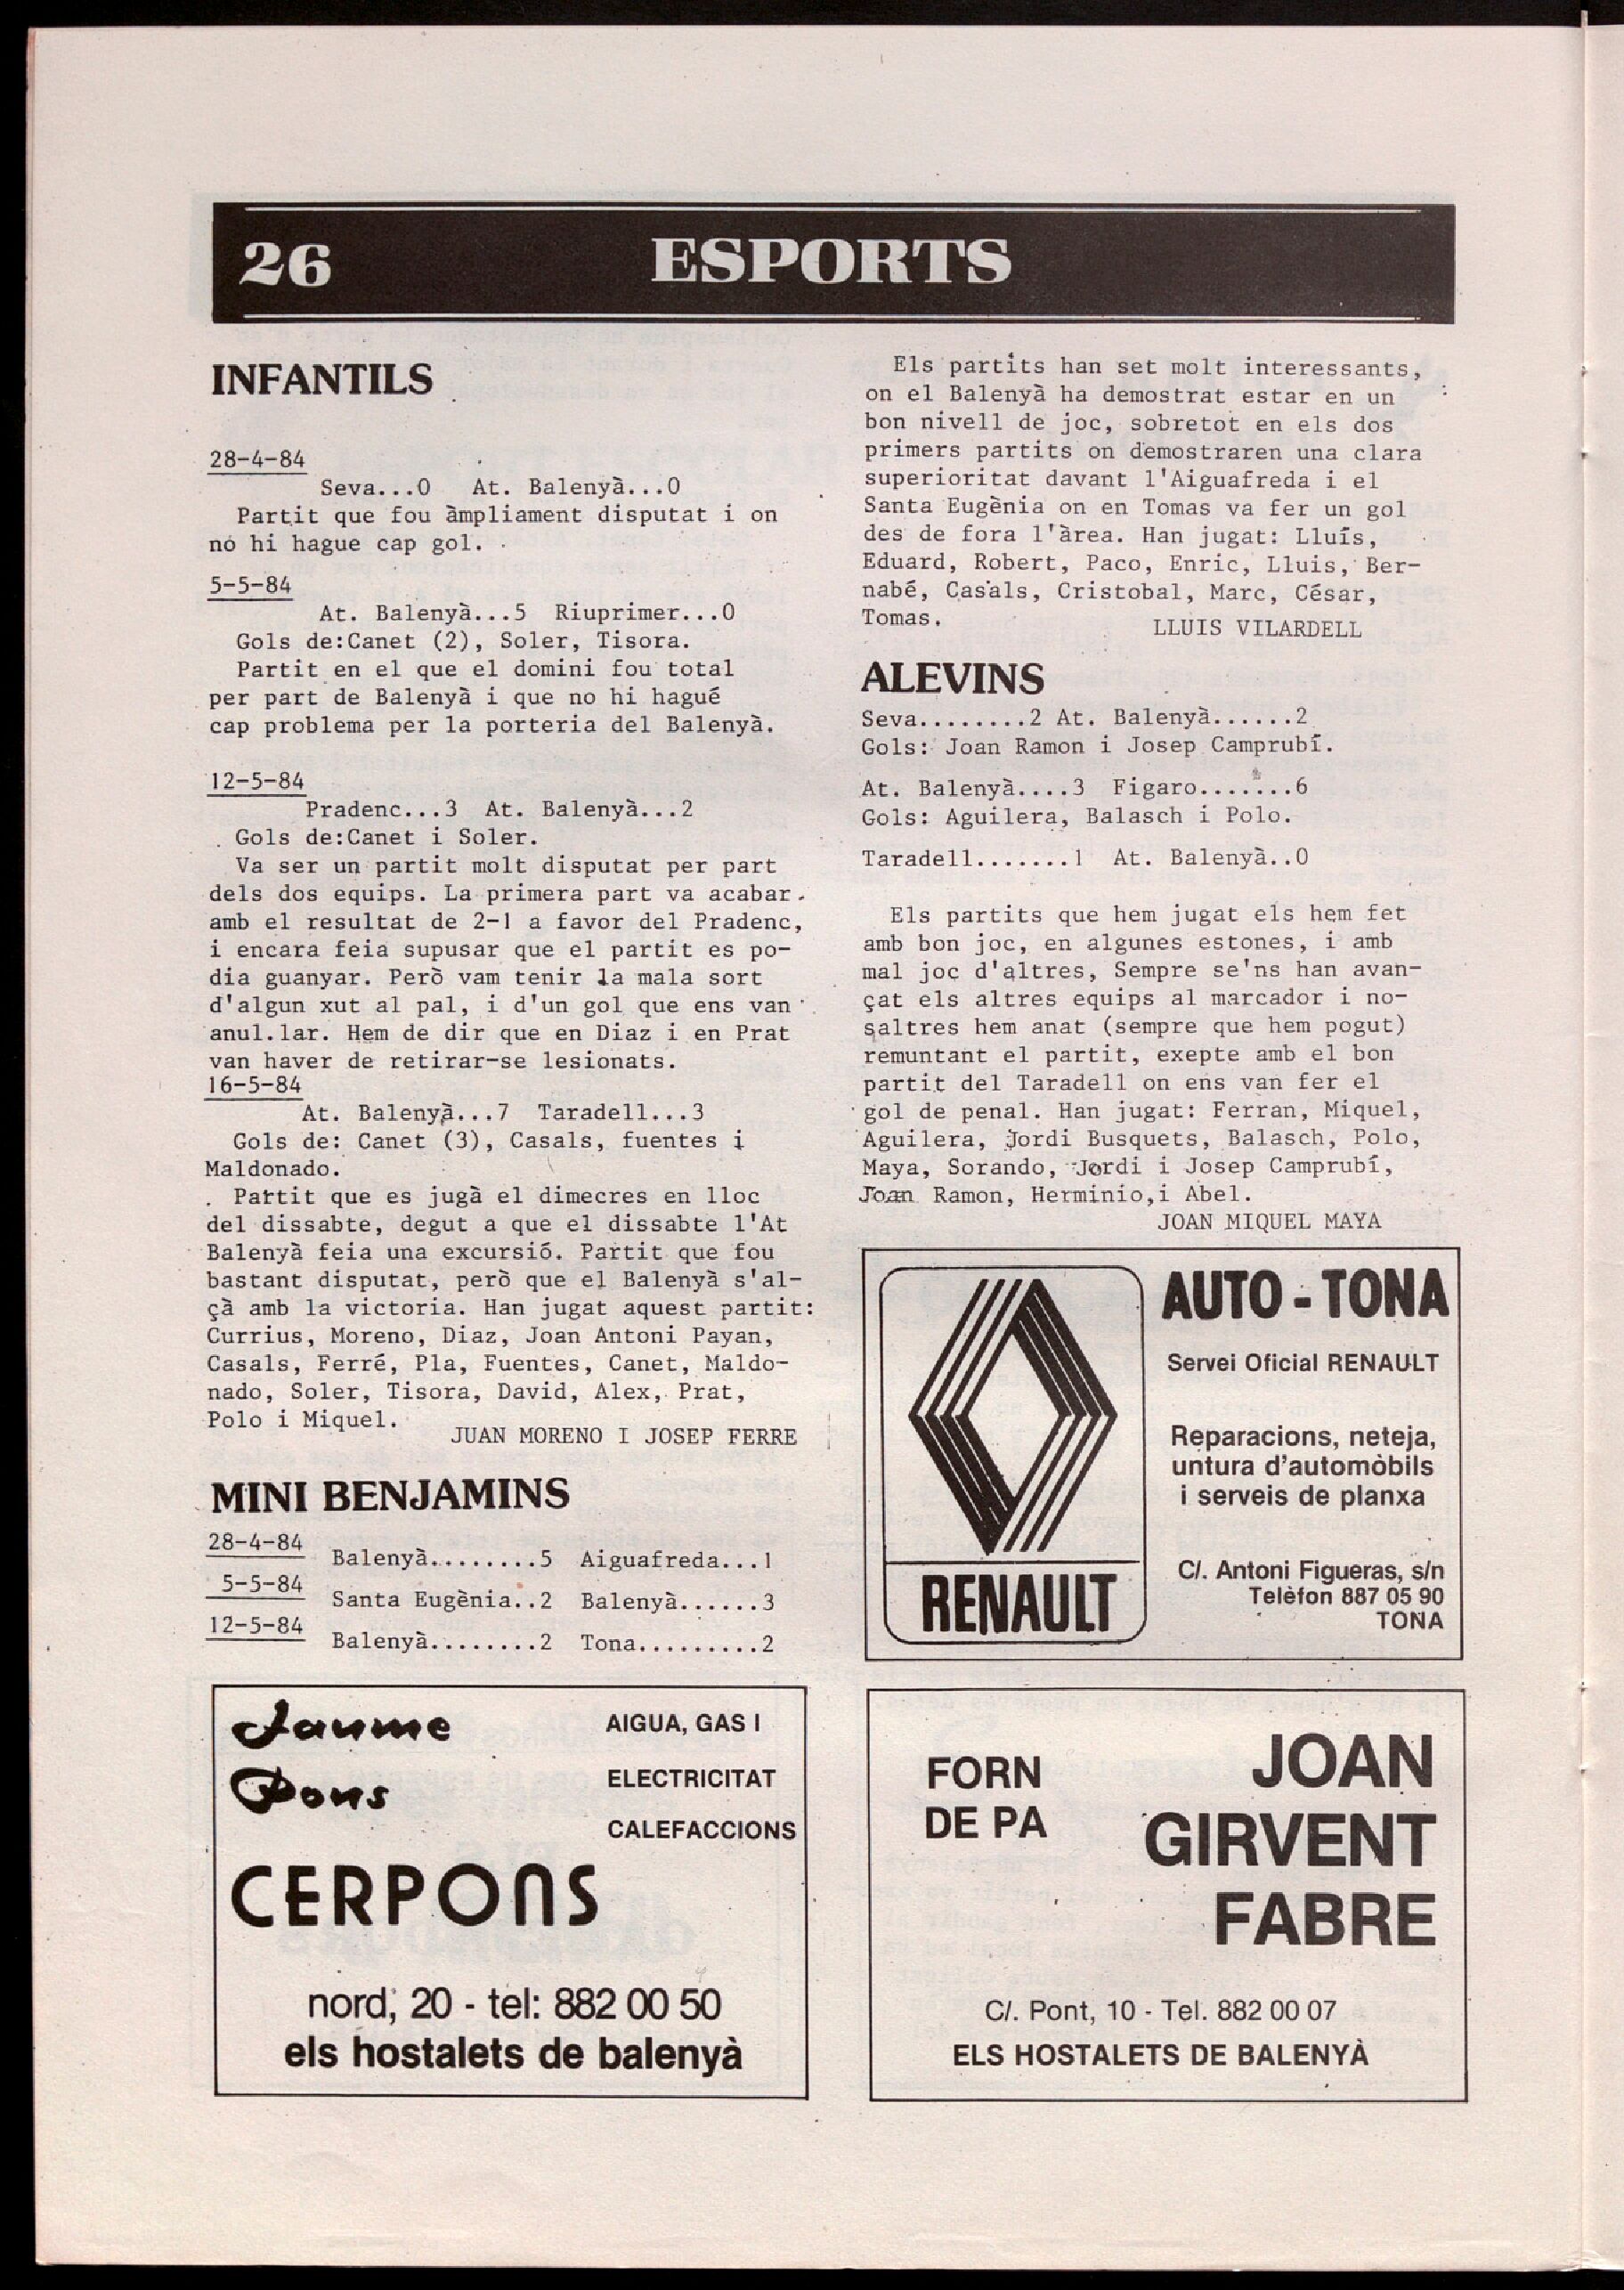 26 ESPORTS
INFANTILS
28-4-84
Seva...0 At. Balenyà...0
Partit que fou àmpliament disputat i on
nó hi hague cap gol.
5-5-84
At. Balenyà...5 Riuprimer...0
Gols de:Canet (2), Soler, Tisora.
Partit en el que el domini fou total
per part de Balenyà i que no hi hagué
cap problema per la porteria del Balenyà.
12-5-84
Pradenc...3 At. Balenyà...2
Gols de:Canet i Soler.
Va ser un partit molt disputat per part
dels dos equips. La primera part va acabar
amb el resultat de 2-1 a favor del Pradenc,
i encara feia supusar que el partit es po-
dia guanyar. Però vam tenir la mala sort
d'algun xut al pal, i d'un gol que ens van
anul.lar. Hem de dir que en Diaz i en Prat
van haver de retirar-se lesionats.
16-5-84
At. Balenyà...7 Taradell...3
Gols de: Canet (3), Casals, fuentes i
Maldonado.
Partit que es jugà el dimecres en lloc
del dissabte, degut a que el dissabte l'At
Balenyà feia una excursió. Partit que fou
bastant disputat, però que el Balenyà s'al-
çà amb la victoria. Han jugat aquest partit:
Currius, Moreno, Diaz, Joan Antoni Payan,
Casals, Ferré, Pla, Fuentes, Canet, Maldo-
nado, Soler, Tisora, David, Alex, Prat,
Polo i Miquel.
JUAN MORENO I JOSEP FERRE
MINI BENJAMINS
28-4-84
Balenyà........5 Aiguafreda...1
5-5-84
Santa Eugènia..2 Balenyà......3
12-5-84
Balenyà........2 Tona.........2
Els partits han set molt interessants,
on el Balenyà ha demostrat estar en un
bon nivell de joc, sobretot en els dos
primers partits on demostraren una clara
superioritat davant l'Aiguafreda i el
Santa Eugènia on en Tomas va fer un gol
des de fora l'àrea. Han jugat: Lluís,
Eduard, Robert, Paco, Enric, Lluis, Ber-
nabé, Casals, Cristobal, Marc, César,
Tomas.
LLUIS VILARDELL
ALEVINS
Seva........2 At. Balenyà......2
Gols: Joan Ramon i Josep Camprubí.
At. Balenyà....3 Figaro.......6
Gols: Aguilera, Balasch i Polo.
Taradell.......1 At. Balenyà..0
Els partits que hem jugat els hem fet
amb bon joc, en algunes estones, i amb
mal joc d'altres, Sempre se'ns han avan-
çat els altres equips al marcador i no-
saltres hem anat (sempre que hem pogut)
remuntant el partit, exepte amb el bon
partit del Taradell on ens van fer el
gol de penal. Han jugat: Ferran, Miquel,
Aguilera, Jordi Busquets, Balasch, Polo,
Maya, Sorando, Jordi i Josep Camprubí,
Joan Ramon, Herminio,i Abel.
JOAN MIQUEL MAYA
RENAULT
AUTO - TONA
Servei Oficial RENAULT
Reparacions, neteja,
untura d'automòbils
i serveis de planxa
C/. Antoni Figueras, s/n
Telèfon 887 05 90
TONA
Jaume
Pons
AIGUA, GAS I
ELECTRICITAT
CALEFACCIONS
CERPONS
nord, 20 - tel: 882 00 50
els hostalets de balenyà
FORN
DE PA
JOAN
GIRVENT
FABRE
C/. Pont, 10 - Tel. 882 00 07
ELS HOSTALETS DE BALENYÀ